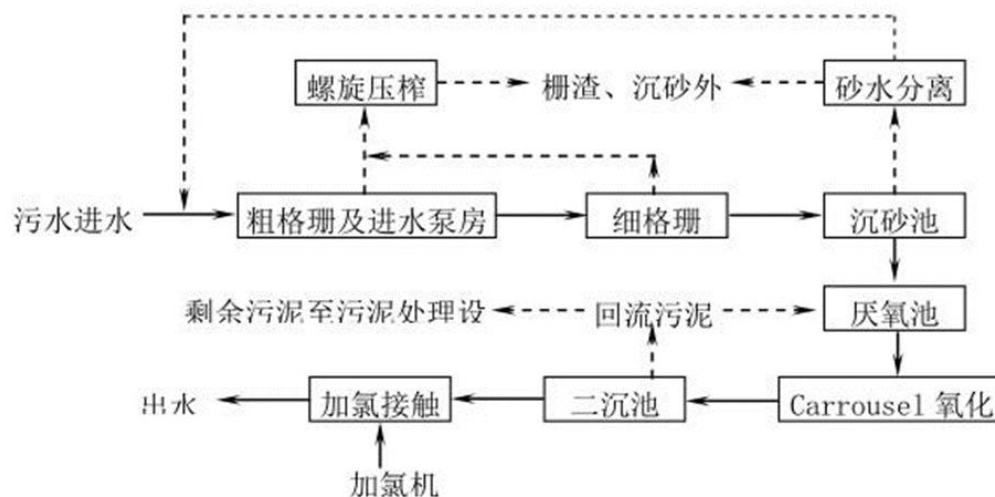 螺旋压榨
栅渣、沉砂外
砂水分离
污水进水
粗格珊及进水泵房
细格珊
沉砂池
剩余污泥至污泥处理设
回流污泥
厌氧池
出水
加氯接触
二沉池
Carrousel 氧化
加氯机